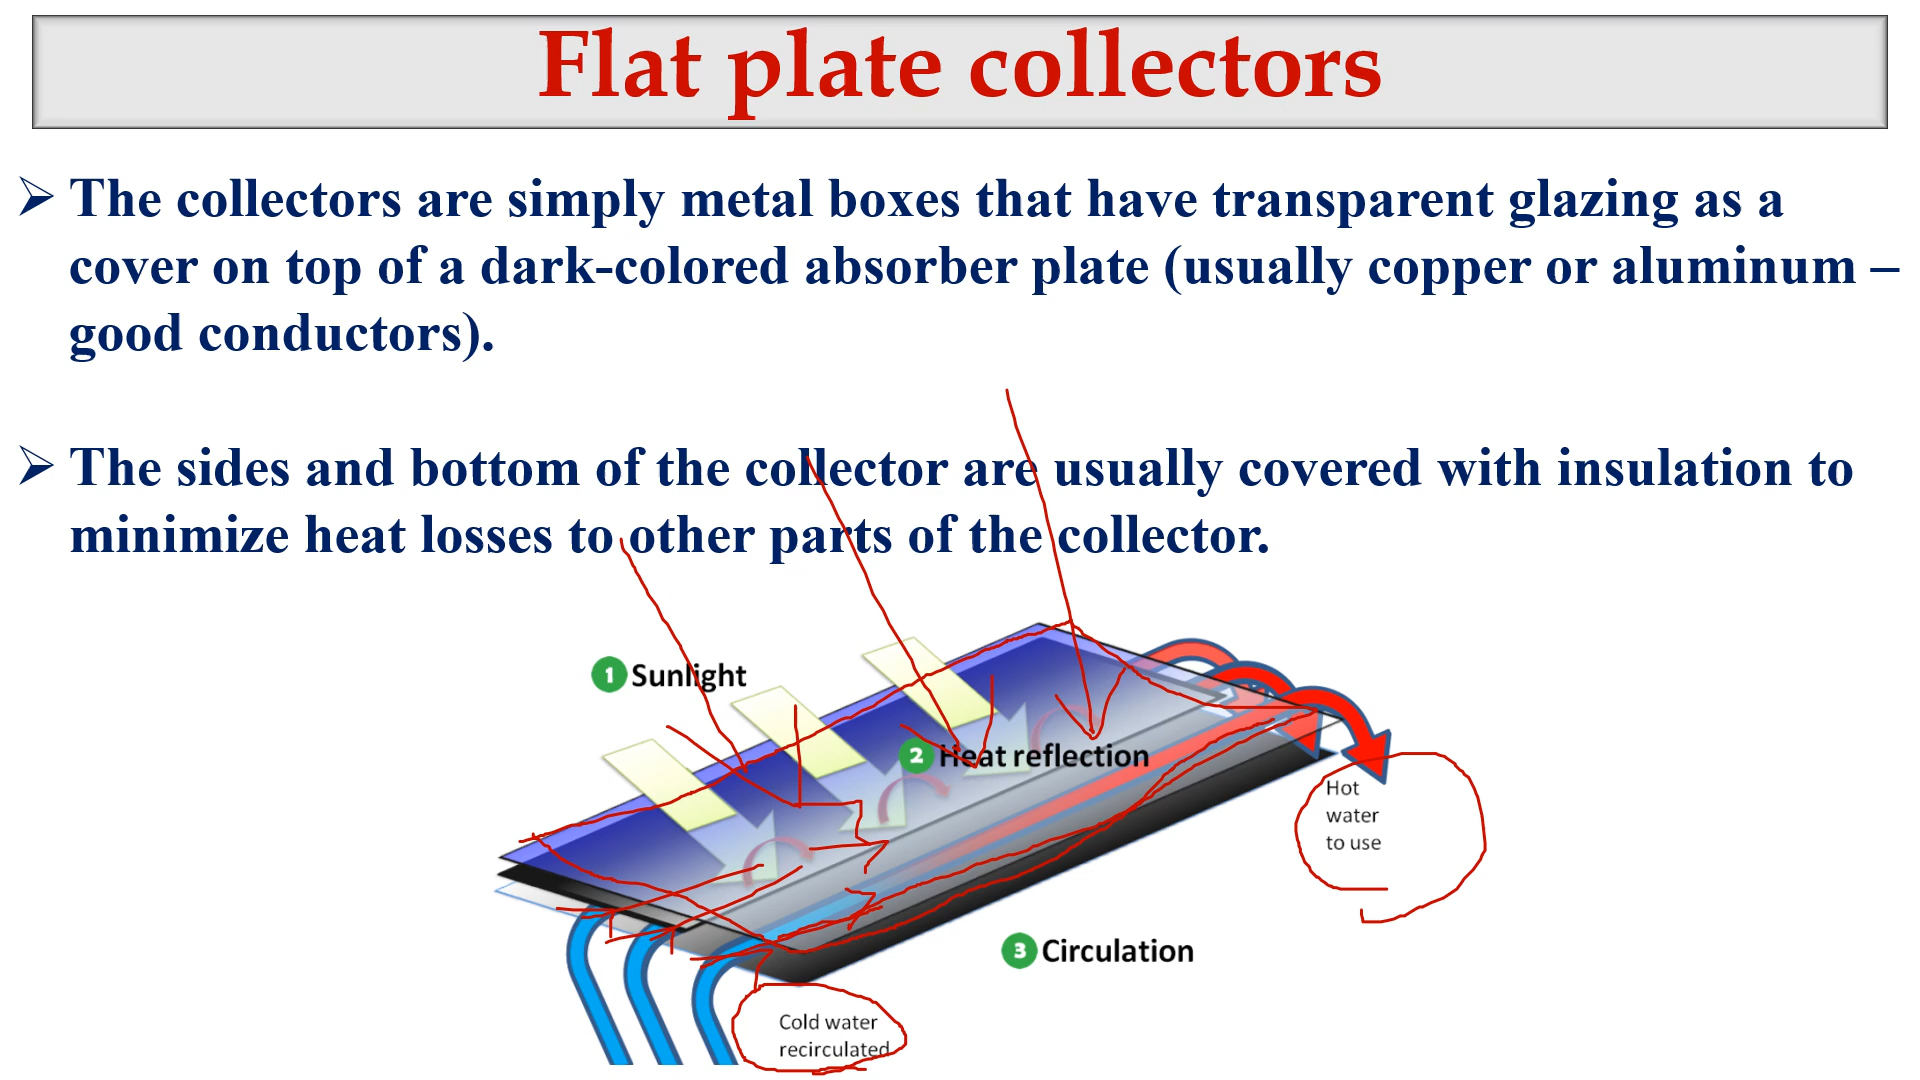 Flat plate collectors
➢ The collectors are simply metal boxes that have transparent glazing as a
cover on top of a dark-colored absorber plate (usually copper or aluminum –
good conductors).
➢ The sides and bottom of the collector are usually covered with insulation to
minimize heat losses to other parts of the collector.
1 Sunlight
2 Heat reflection
Hot
water
to use
3 Circulation
Cold water
recirculated